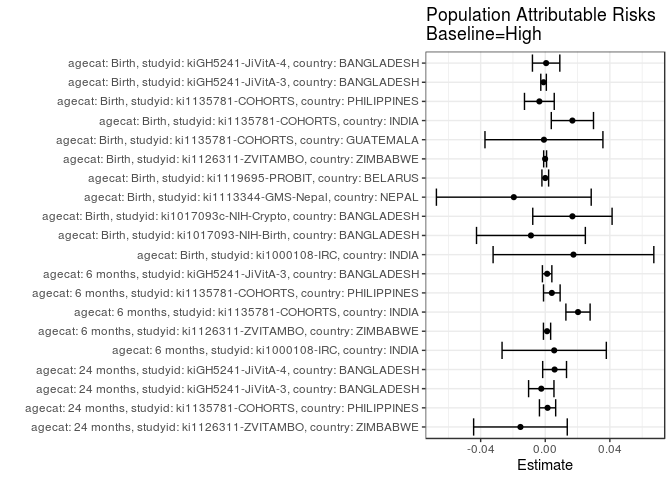 Population Attributable Risks
Baseline=High
agecat: Birth, studyid: kiGH5241-JiVitA-4, country: BANGLADESH
agecat: Birth, studyid: kiGH5241-JiVitA-3, country: BANGLADESH
agecat: Birth, studyid: ki1135781-COHORTS, country: PHILIPPINES
agecat: Birth, studyid: ki1135781-COHORTS, country: INDIA
agecat: Birth, studyid: ki1135781-COHORTS, country: GUATEMALA
agecat: Birth, studyid: ki1126311-ZVITAMBO, country: ZIMBABWE
agecat: Birth, studyid: ki1119695-PROBIT, country: BELARUS
agecat: Birth, studyid: ki1113344-GMS-Nepal, country: NEPAL
agecat: Birth, studyid: ki1017093c-NIH-Crypto, country: BANGLADESH
agecat: Birth, studyid: ki1017093-NIH-Birth, country: BANGLADESH
agecat: Birth, studyid: ki1000108-IRC, country: INDIA
agecat: 6 months, studyid: kiGH5241-JiVitA-3, country: BANGLADESH
agecat: 6 months, studyid: ki1135781-COHORTS, country: PHILIPPINES
agecat: 6 months, studyid: ki1135781-COHORTS, country: INDIA
agecat: 6 months, studyid: ki1126311-ZVITAMBO, country: ZIMBABWE
agecat: 6 months, studyid: ki1000108-IRC, country: INDIA
agecat: 24 months, studyid: kiGH5241-JiVitA-4, country: BANGLADESH
agecat: 24 months, studyid: kiGH5241-JiVitA-3, country: BANGLADESH
agecat: 24 months, studyid: ki1135781-COHORTS, country: PHILIPPINES
agecat: 24 months, studyid: ki1126311-ZVITAMBO, country: ZIMBABWE
-0.04 0.00 0.04
Estimate